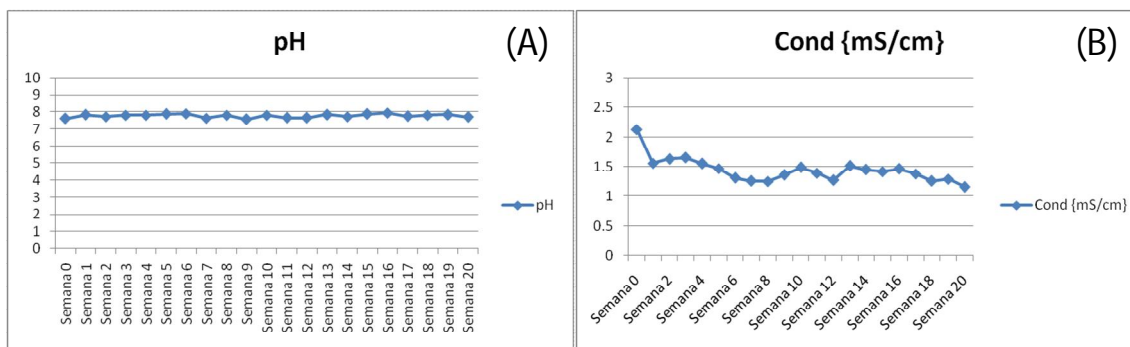 pH
(A)
10
9
8
7
6
5
4
3
2
1
0
pH
Semana 0
Semana 1
Semana 2
Semana 3
Semana 4
Semana 5
Semana 6
Semana 7
Semana 8
Semana 9
Semana 10
Semana 11
Semana 12
Semana 13
Semana 14
Semana 15
Semana 16
Semana 17
Semana 18
Semana 19
Semana 20
Cond {mS/cm}
(B)
3
2.5
2
1.5
1
0.5
0
Cond {mS/cm}
Semana 0
Semana 2
Semana 4
Semana 6
Semana 8
Semana 10
Semana 12
Semana 14
Semana 16
Semana 18
Semana 20